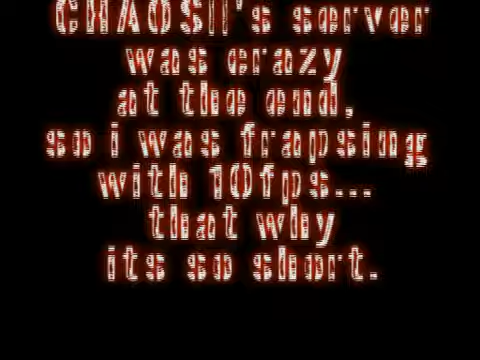 CHAOS||'s server
was crazy
at the end,
so i was frapsing
with 10fps...
that why
its so short.